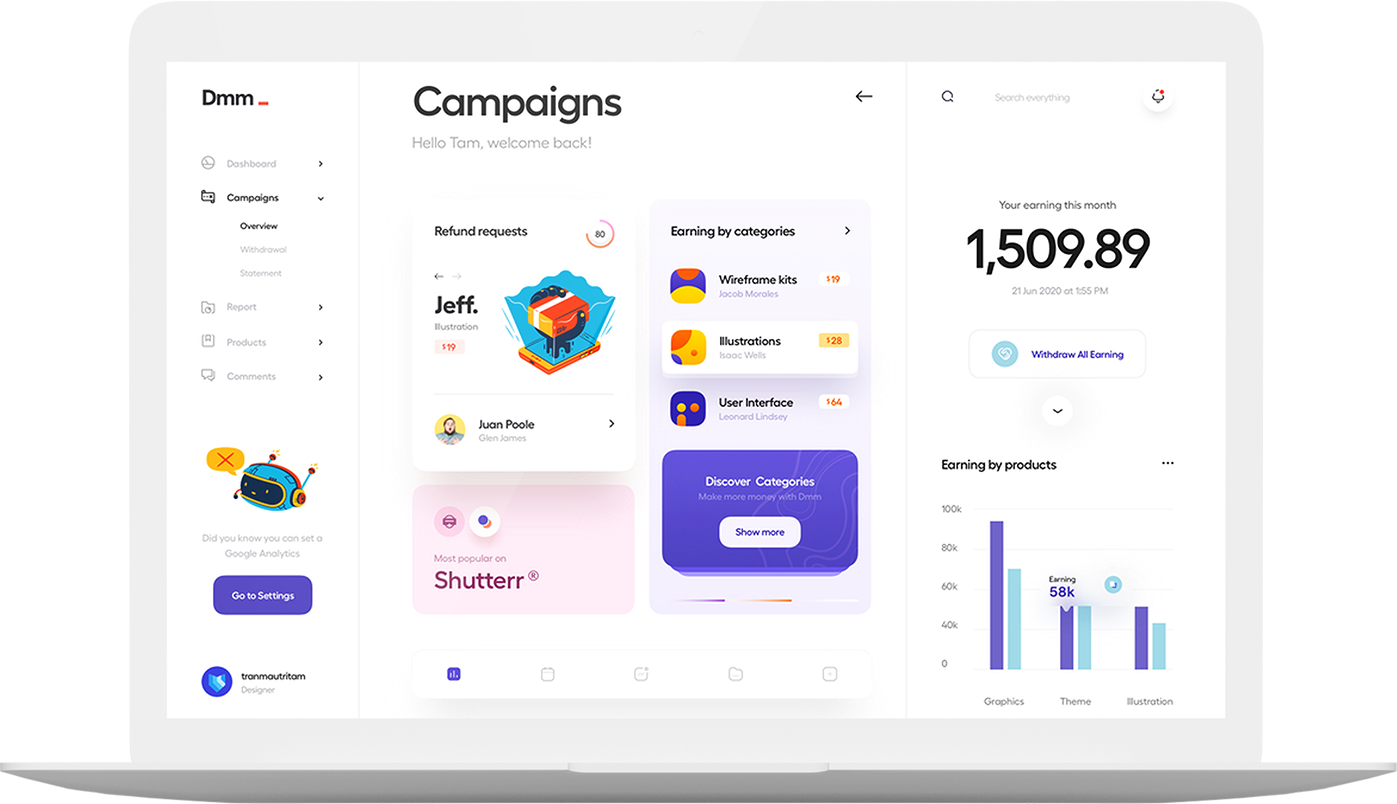 Dmm _
Dashboard
Campaigns
Overview
Withdrawal
Statement
Report
Products
Comments
Did you know you can set a
Google Analytics
Go to Settings
tranmautritam
Designer
Campaigns
Hello Tam, welcome back!
Refund requests
80
Jeff.
Illustration
$19
Juan Poole
Glen James
Most popular on
Shutterr ®
Earning by categories
Wireframe kits
$19
Jacob Morales
Illustrations
$28
Isaac Wells
User Interface
$64
Leonard Lindsey
Discover Categories
Make more money with Dmm
Show more
Search everything
Your earning this month
1,509.89
21 Jun 2020 at 1:55 PM
Withdraw All Earning
Earning by products
100k
80k
60k
40k
0
Earning
58k
Graphics
Theme
Illustration